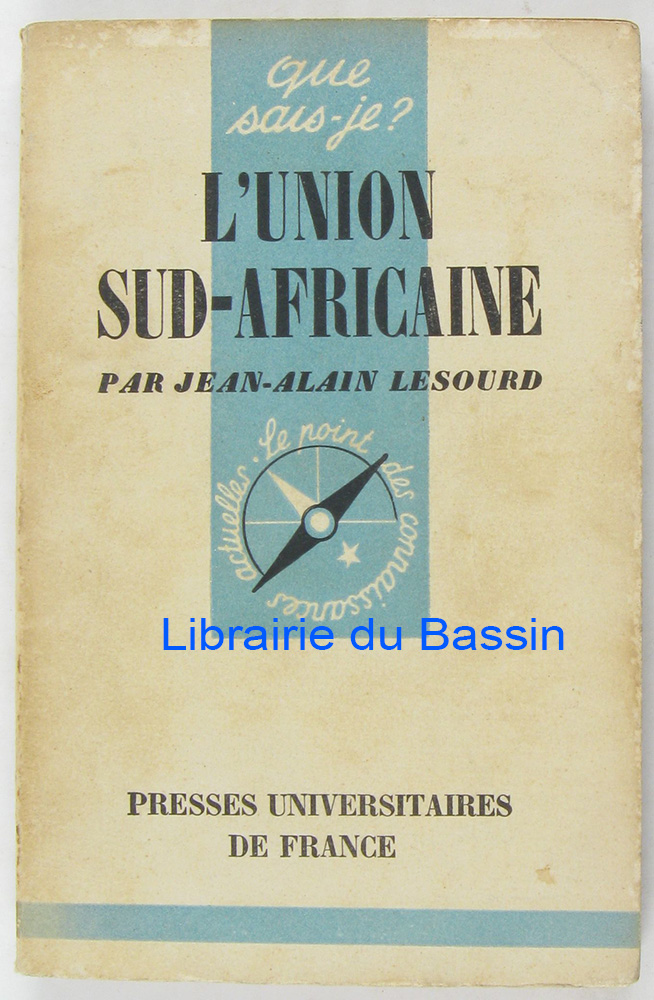 que
sais-je?
L'UNION
SUD-AFRICAINE
PAR JEAN-ALAIN LESOURD
Le point des connaissances actuelles.
Librairie du Bassin
PRESSES UNIVERSITAIRES
DE FRANCE